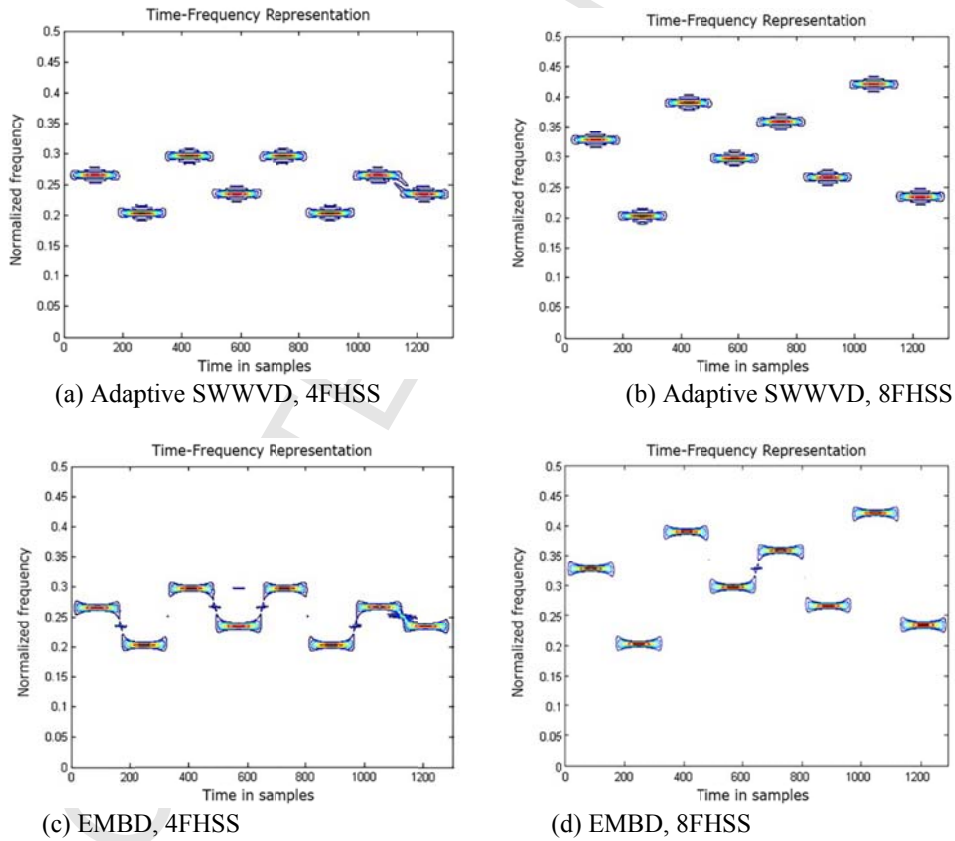 Time-Frequency Representation
0.5
0.45
0.4
0.35
0.3
0.25
0.2
0.15
0.1
0.05
0
Normalized frequency
0 200 400 600 800 1000 1200
Time in samples
(a) Adaptive SWWVD, 4FHSS
Time-Frequency Representation
0.5
0.45
0.4
0.35
0.3
0.25
0.2
0.15
0.1
0.05
0
Normalized frequency
0 200 400 600 800 1000 1200
Time in samples
(b) Adaptive SWWVD, 8FHSS
Time-Frequency Representation
0.5
0.45
0.4
0.35
0.3
0.25
0.2
0.15
0.1
0.05
0
Normalized frequency
0 200 400 600 800 1000 1200
Time in samples
(c) EMBD, 4FHSS
Time-Frequency Representation
0.5
0.45
0.4
0.35
0.3
0.25
0.2
0.15
0.1
0.05
0
Normalized frequency
0 200 400 600 800 1000 1200
Time in samples
(d) EMBD, 8FHSS